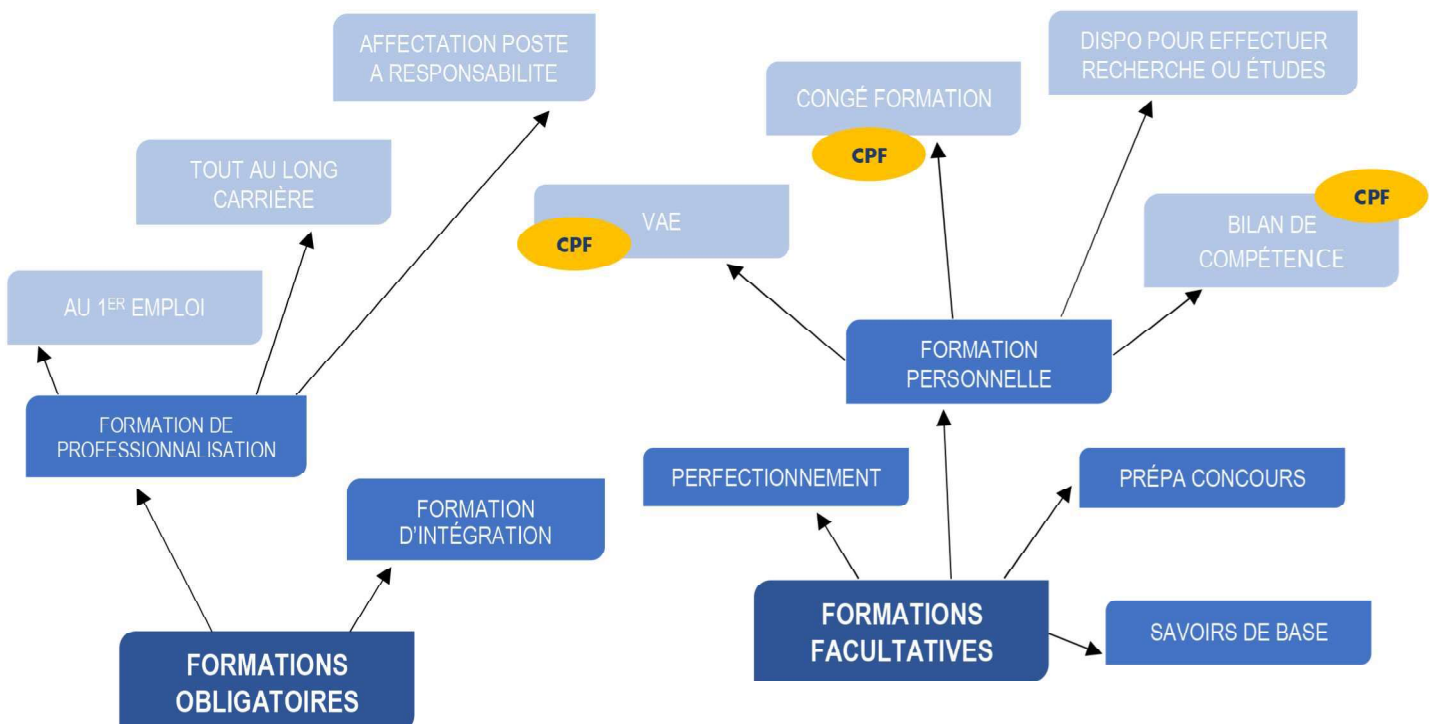 AFFECTATION POSTE
A RESPONSABILITE
DISPO POUR EFFECTUER
RECHERCHE OU ÉTUDES
CONGÉ FORMATION
CPF
TOUT AU LONG
CARRIÈRE
VAE
CPF
CPF
BILAN DE
COMPÉTENCE
AU 1ER EMPLOI
FORMATION
PERSONNELLE
FORMATION DE
PROFESSIONNALISATION
PERFECTIONNEMENT
PRÉPA CONCOURS
FORMATION
D'INTÉGRATION
FORMATIONS
FACULTATIVES
SAVOIRS DE BASE
FORMATIONS
OBLIGATOIRES